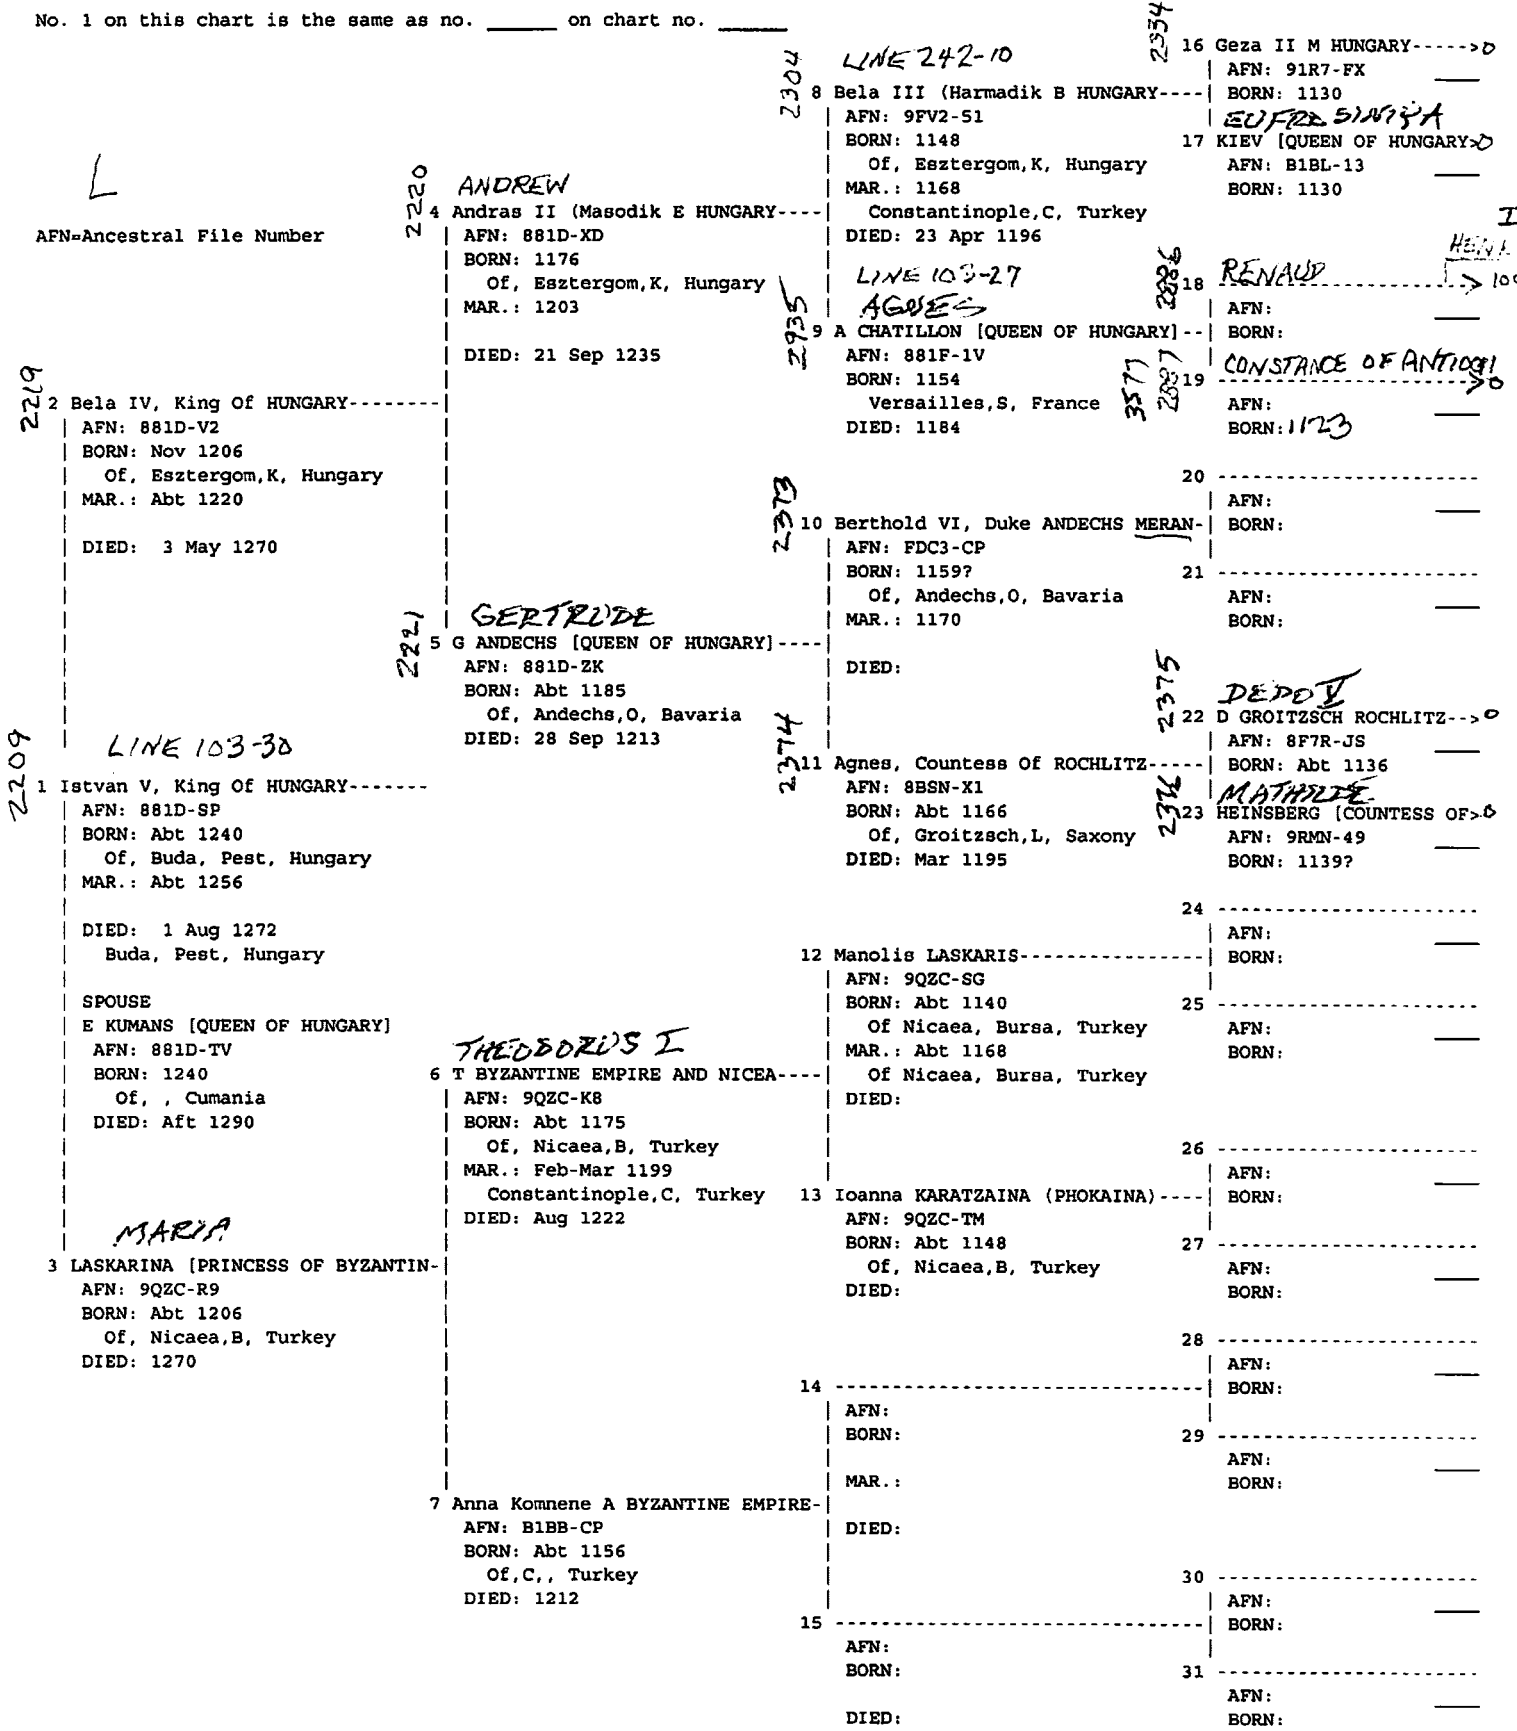 No. 1 on this chart is the same as no. ______ on chart no. ______
L
AFN=Ancestral File Number
2219
2 Bela IV, King Of HUNGARY--------
AFN: 881D-V2
BORN: Nov 1206
Of, Esztergom,K, Hungary
MAR.: Abt 1220
DIED: 3 May 1270
2209
LINE 103-30
1 Istvan V, King Of HUNGARY-------
AFN: 881D-SP
BORN: Abt 1240
Of, Buda, Pest, Hungary
MAR.: Abt 1256
DIED: 1 Aug 1272
Buda, Pest, Hungary
SPOUSE
E KUMANS [QUEEN OF HUNGARY]
AFN: 881D-TV
BORN: 1240
Of, , Cumania
DIED: Aft 1290
MARIA
3 LASKARINA [PRINCESS OF BYZANTIN-
AFN: 9QZC-R9
BORN: Abt 1206
Of, Nicaea,B, Turkey
DIED: 1270
2220
ANDREW
4 Andras II (Masodik E HUNGARY----
AFN: 881D-XD
BORN: 1176
Of, Esztergom,K, Hungary
MAR.: 1203
DIED: 21 Sep 1235
2221
GERTRUDE
5 G ANDECHS [QUEEN OF HUNGARY]----
AFN: 881D-ZK
BORN: Abt 1185
Of, Andechs,O, Bavaria
DIED: 28 Sep 1213
THEODORUS I
6 T BYZANTINE EMPIRE AND NICEA----
AFN: 9QZC-K8
BORN: Abt 1175
Of, Nicaea,B, Turkey
MAR.: Feb-Mar 1199
Constantinople,C, Turkey
DIED: Aug 1222
7 Anna Komnene A BYZANTINE EMPIRE-
AFN: B1BB-CP
BORN: Abt 1156
Of,C,, Turkey
DIED: 1212
2304
LINE 242-10
8 Bela III (Harmadik B HUNGARY----
AFN: 9FV2-51
BORN: 1148
Of, Esztergom,K, Hungary
MAR.: 1168
Constantinople,C, Turkey
DIED: 23 Apr 1196
2935
LINE 103-27
AGNES
9 A CHATILLON [QUEEN OF HUNGARY]--
AFN: 881F-1V
BORN: 1154
Versailles,S, France
DIED: 1184
2373
10 Berthold VI, Duke ANDECHS MERAN-
AFN: FDC3-CP
BORN: 1159?
Of, Andechs,O, Bavaria
MAR.: 1170
DIED:
2374
11 Agnes, Countess Of ROCHLITZ-----
AFN: 8BSN-X1
BORN: Abt 1166
Of, Groitzsch,L, Saxony
DIED: Mar 1195
12 Manolis LASKARIS----------------
AFN: 9QZC-SG
BORN: Abt 1140
Of Nicaea, Bursa, Turkey
MAR.: Abt 1168
Of Nicaea, Bursa, Turkey
DIED:
13 Ioanna KARATZAINA (PHOKAINA)----
AFN: 9QZC-TM
BORN: Abt 1148
Of, Nicaea,B, Turkey
DIED:
14 --------------------------------
AFN:
BORN:
MAR.:
DIED:
15 --------------------------------
AFN:
BORN:
DIED:
2334
16 Geza II M HUNGARY----->0
AFN: 91R7-FX
BORN: 1130
EUFROSINIYA
17 KIEV [QUEEN OF HUNGARY>0
AFN: B1BL-13
BORN: 1130
RENAUD
18 ---------------------->
AFN:
BORN:
3577
CONSTANCE OF ANTIOCH
19 ---------------------->0
AFN:
BORN: 1123
20 -----------------------
AFN:
BORN:
21 -----------------------
AFN:
BORN:
2375
DEDO V
22 D GROITZSCH ROCHLITZ-->0
AFN: 8F7R-JS
BORN: Abt 1136
2376
MATHILDE
23 HEINSBERG [COUNTESS OF>0
AFN: 9RMN-49
BORN: 1139?
24 -----------------------
AFN:
BORN:
25 -----------------------
AFN:
BORN:
26 -----------------------
AFN:
BORN:
27 -----------------------
AFN:
BORN:
28 -----------------------
AFN:
BORN:
29 -----------------------
AFN:
BORN:
30 -----------------------
AFN:
BORN:
31 -----------------------
AFN:
BORN: